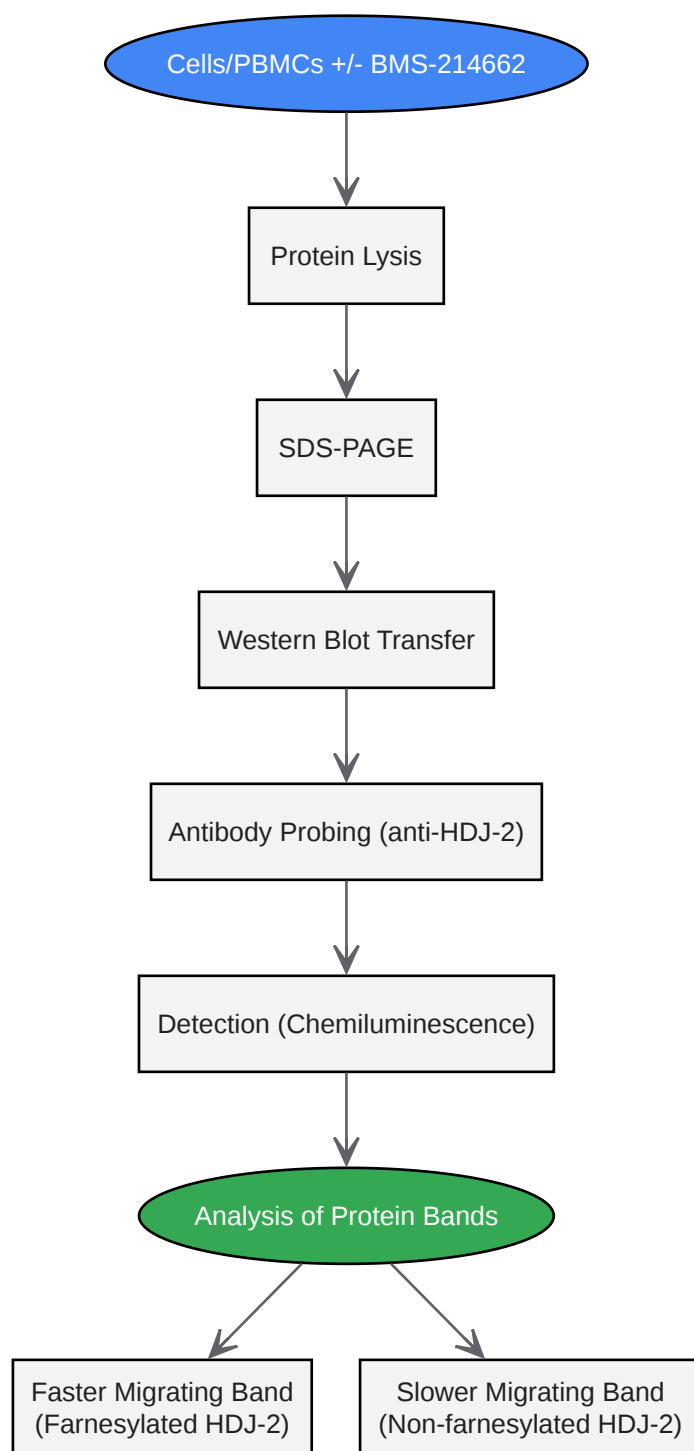 Cells/PBMCs +/- BMS-214662
Protein Lysis
SDS-PAGE
Western Blot Transfer
Antibody Probing (anti-HDJ-2)
Detection (Chemiluminescence)
Analysis of Protein Bands
Faster Migrating Band
(Farnesylated HDJ-2)
Slower Migrating Band
(Non-farnesylated HDJ-2)